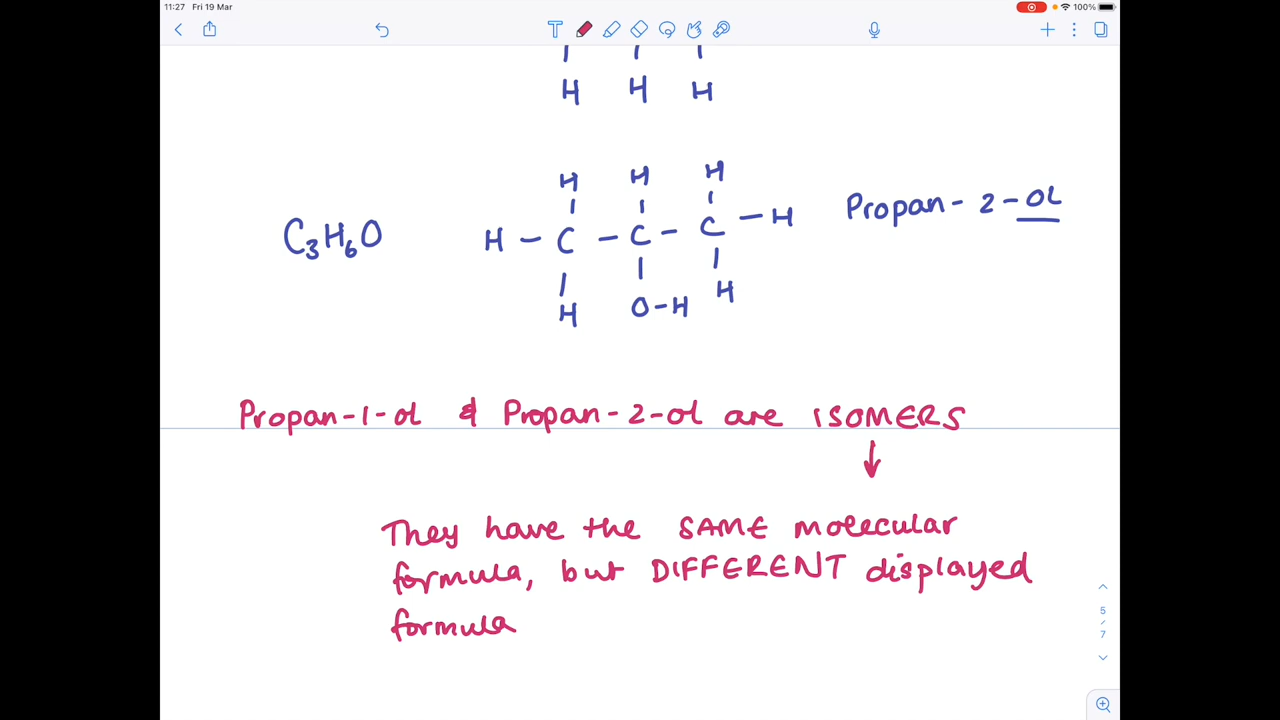 11:27 Fri 19 Mar
100%
T
H H H
H H H
C3H6O H - C - C - C - H Propan-2-OL
H O-H H
Propan-1-ol & Propan-2-ol are ISOMERS
They have the SAME molecular
formula, but DIFFERENT displayed
formula
5
/
7